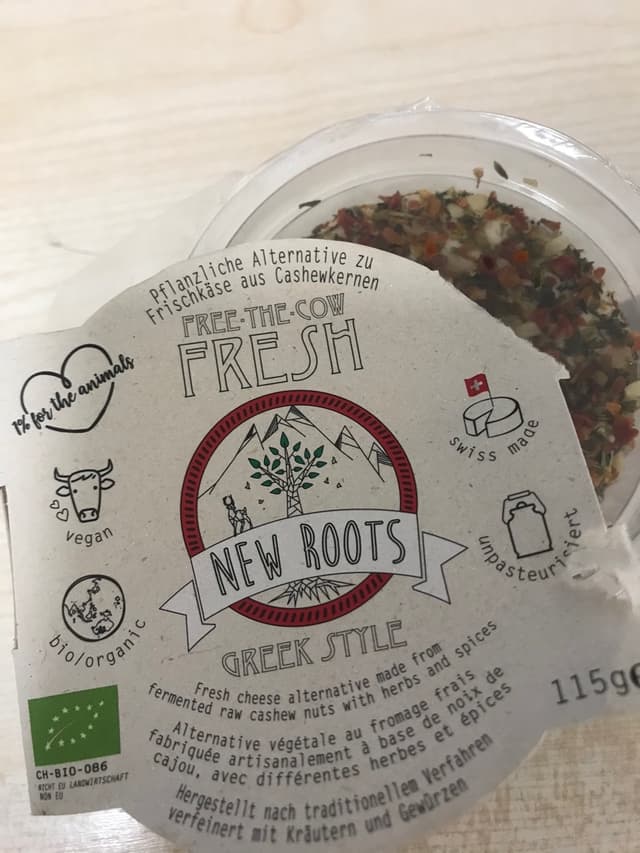 Pflanzliche Alternative zu
Frischkäse aus Cashewkernen
FREE-THE-COW
FRESH
1% for the animals
vegan
bio/organic
swiss made
unpasteurisiert
NEW ROOTS
GREEK STYLE
Fresh cheese alternative made from
fermented raw cashew nuts with herbs and spices
Alternative végétale au fromage frais
fabriquée artisanalement à base de noix de
cajou, avec différentes herbes et épices
Hergestellt nach traditionellem Verfahren
verfeinert mit Kräutern und Gewürzen
115g e
CH-BIO-086
NICHT EU LANDWIRTSCHAFT
NON EU